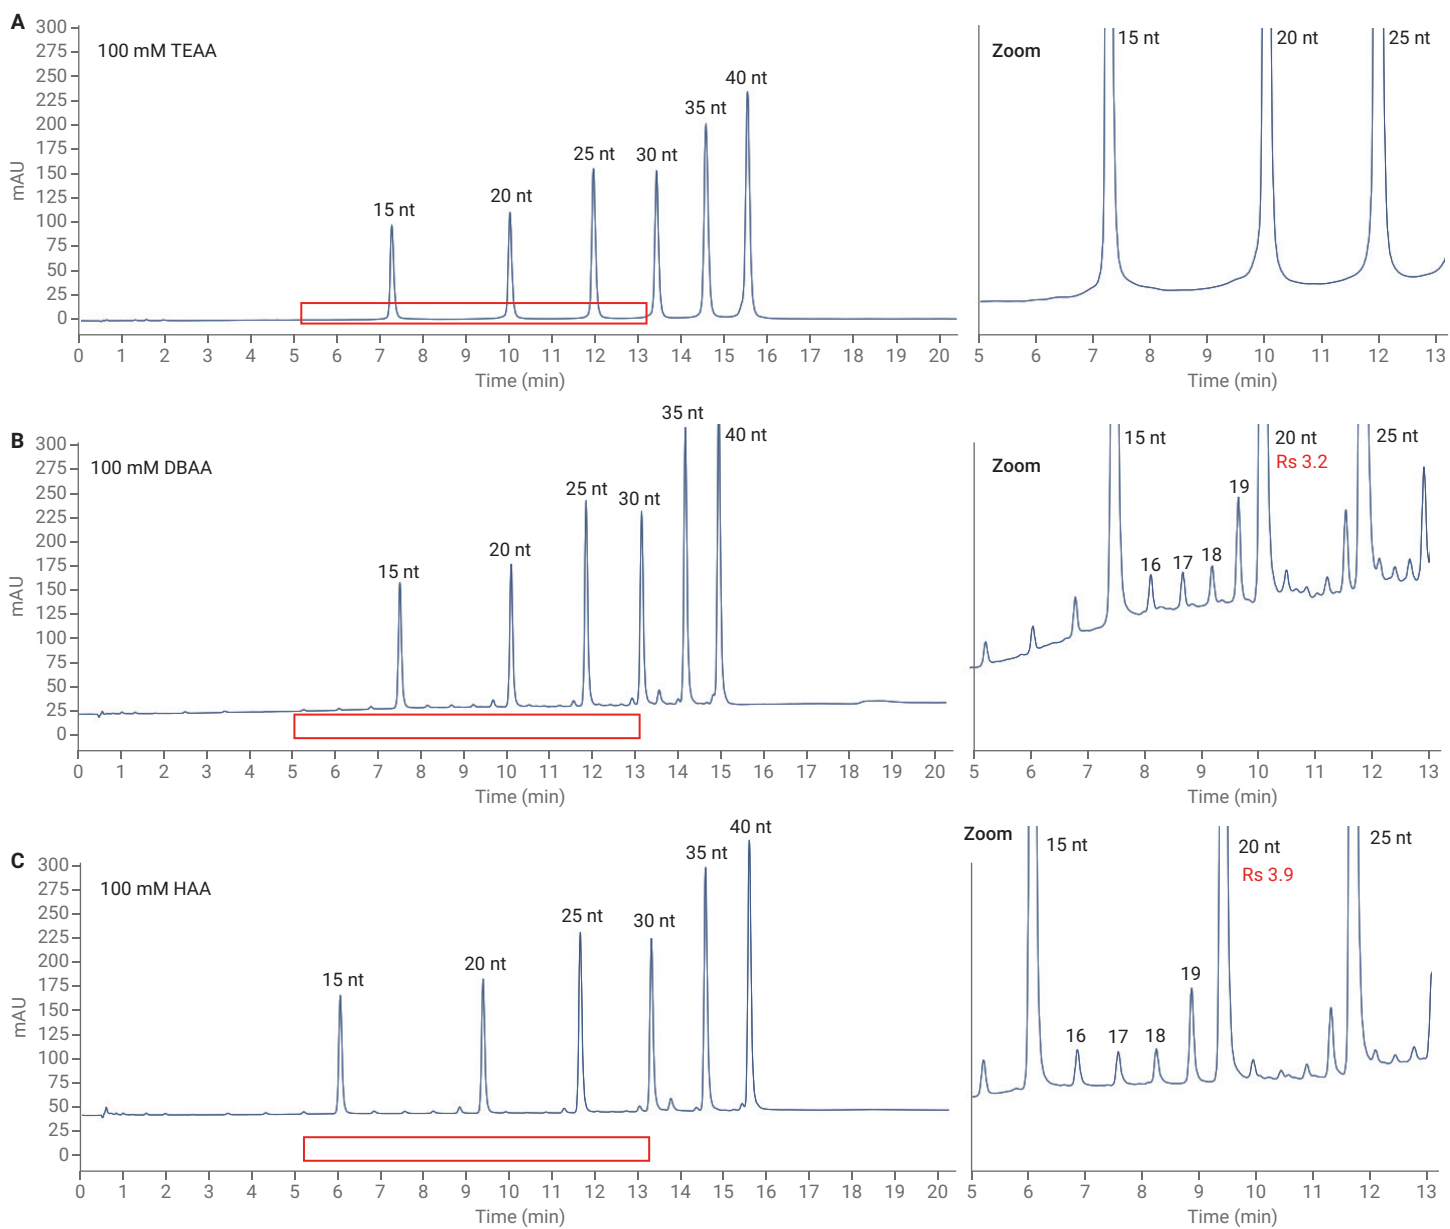 A
100 mM TEAA
300
275
250
225
200
175
150
125
100
75
50
25
0
mAU
15 nt
20 nt
25 nt
30 nt
35 nt
40 nt
0 1 2 3 4 5 6 7 8 9 10 11 12 13 14 15 16 17 18 19 20
Time (min)
Zoom
15 nt
20 nt
25 nt
5 6 7 8 9 10 11 12 13
Time (min)
B
100 mM DBAA
300
275
250
225
200
175
150
125
100
75
50
25
0
mAU
15 nt
20 nt
25 nt
30 nt
35 nt
40 nt
0 1 2 3 4 5 6 7 8 9 10 11 12 13 14 15 16 17 18 19 20
Time (min)
Zoom
15 nt
16
17
18
19
20 nt
Rs 3.2
25 nt
5 6 7 8 9 10 11 12 13
Time (min)
C
100 mM HAA
300
275
250
225
200
175
150
125
100
75
50
25
0
mAU
15 nt
20 nt
25 nt
30 nt
35 nt
40 nt
0 1 2 3 4 5 6 7 8 9 10 11 12 13 14 15 16 17 18 19 20
Time (min)
Zoom
15 nt
16
17
18
19
20 nt
Rs 3.9
25 nt
5 6 7 8 9 10 11 12 13
Time (min)